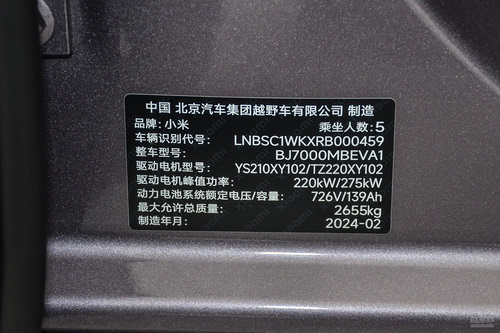 中国 北京汽车集团越野车有限公司 制造
品牌:小米 乘坐人数:5
车辆识别代号: LNBSC1WKXRB000459
整车型号: BJ7000MBEVA1
驱动电机型号: YS210XY102/TZ220XY102
驱动电机峰值功率: 220kW/275kW
动力电池系统额定电压/容量: 726V/139Ah
最大允许总质量: 2655kg
制造年月: 2024-02